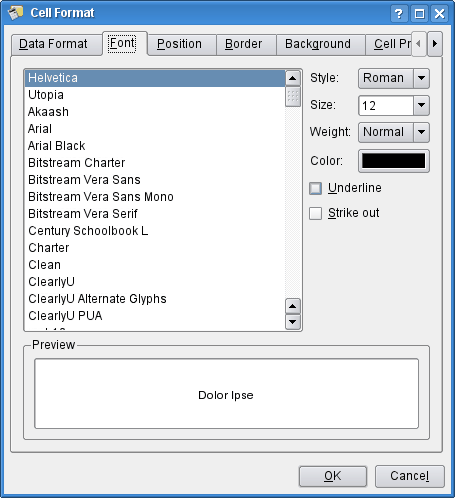 Cell Format
Data Format Font Position Border Background Cell Pr
Helvetica
Utopia
Akaash
Arial
Arial Black
Bitstream Charter
Bitstream Vera Sans
Bitstream Vera Sans Mono
Bitstream Vera Serif
Century Schoolbook L
Charter
Clean
ClearlyU
ClearlyU Alternate Glyphs
ClearlyU PUA
Style: Roman
Size: 12
Weight: Normal
Color:
Underline
Strike out
Preview
Dolor Ipse
OK Cancel